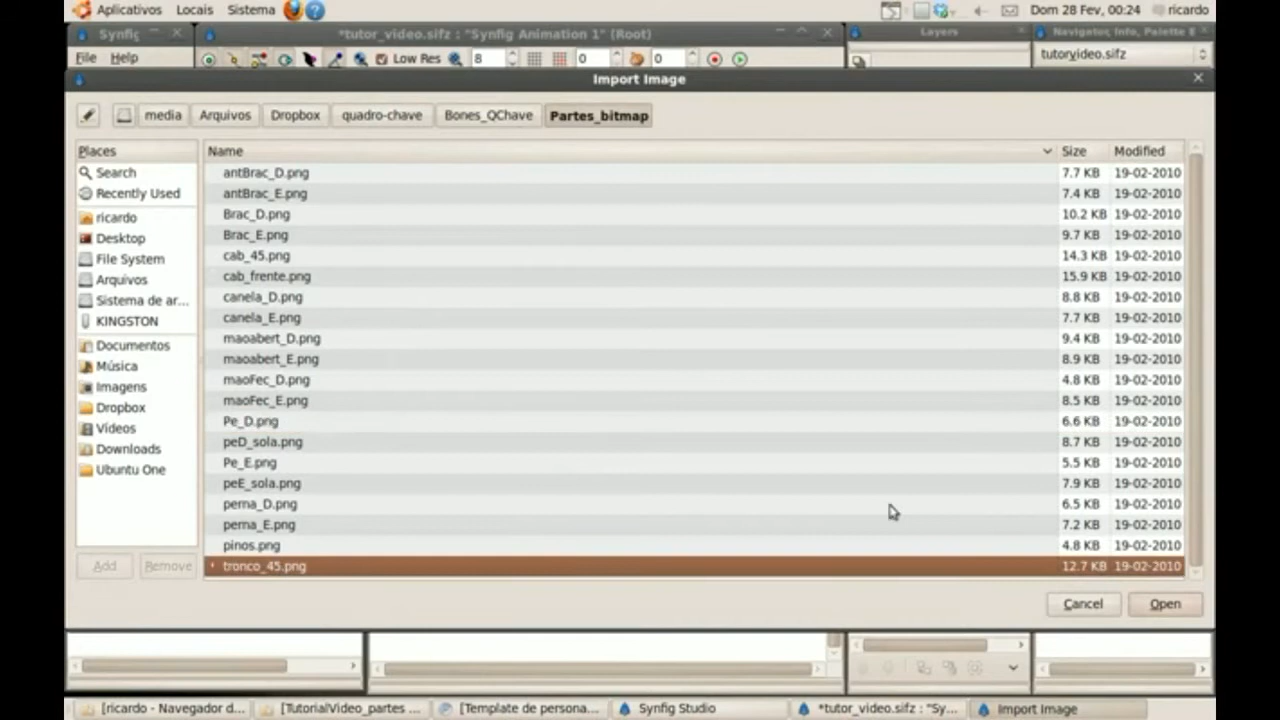 Aplicativos Locais Sistema Dom 28 Fev, 00:24 ricardo
Synfig *tutor_video.sifz : "Synfig Animation 1" (Root) Layers Navigator, Info, Palette E
File Help Low Res 8 0 0 tutorvideo.sifz
Import Image
media Arquivos Dropbox quadro-chave Bones_QChave Partes_bitmap
Places Name Size Modified
Search antBrac_D.png 7.7 KB 19-02-2010
Recently Used antBrac_E.png 7.4 KB 19-02-2010
Brac_D.png 10.2 KB 19-02-2010
ricardo
Brac_E.png 9.7 KB 19-02-2010
Desktop
cab_45.png 14.3 KB 19-02-2010
File System
cab_frente.png 15.9 KB 19-02-2010
Arquivos
canela_D.png 8.8 KB 19-02-2010
Sistema de ar...
canela_E.png 7.7 KB 19-02-2010
KINGSTON
maoabert_D.png 9.4 KB 19-02-2010
Documentos
maoabert_E.png 8.9 KB 19-02-2010
Música
maoFec_D.png 4.8 KB 19-02-2010
Imagens
maoFec_E.png 8.5 KB 19-02-2010
Dropbox
Pe_D.png 6.6 KB 19-02-2010
Vídeos
peD_sola.png 8.7 KB 19-02-2010
Downloads
Pe_E.png 5.5 KB 19-02-2010
Ubuntu One
peE_sola.png 7.9 KB 19-02-2010
perna_D.png 6.5 KB 19-02-2010
perna_E.png 7.2 KB 19-02-2010
pinos.png 4.8 KB 19-02-2010
Add Remove tronco_45.png 12.7 KB 19-02-2010
Cancel Open
[ricardo - Navegador d... [TutorialVideo_partes ... [Template de persona... Synfig Studio *tutor_video.sifz : "Sy... Import Image